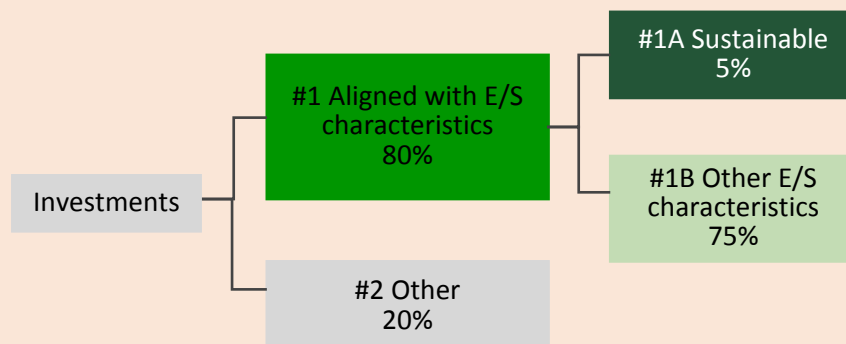 #1A Sustainable
5%
#1 Aligned with E/S
characteristics
80%
#1B Other E/S
characteristics
75%
Investments
#2 Other
20%